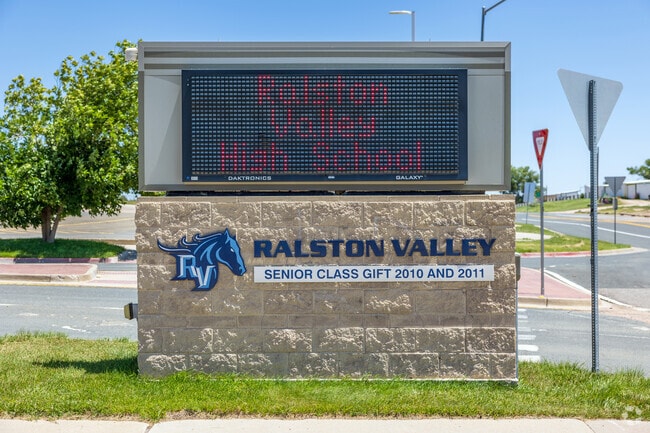 Ralston
Valley
High School
DAKTRONICS GALAXY
RV
RALSTON VALLEY
SENIOR CLASS GIFT 2010 AND 2011